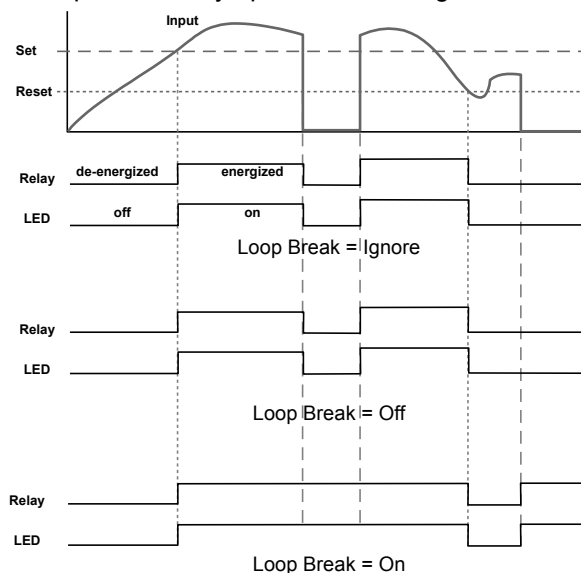 Input
Set
Reset
Relay de-energized energized
LED off on
Loop Break = Ignore
Relay
LED
Loop Break = Off
Relay
LED
Loop Break = On